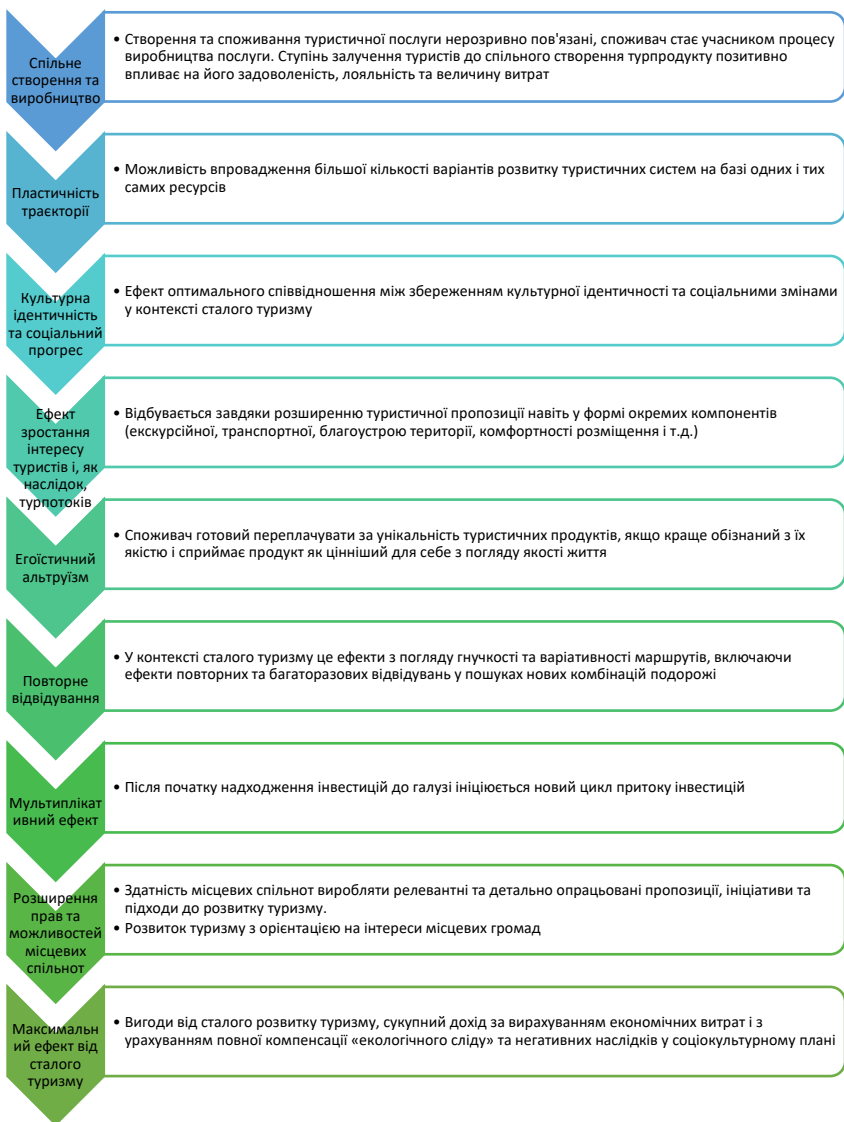 Спільне
створення та
виробництво
• Створення та споживання туристичної послуги нерозривно пов'язані, споживач стає учасником процесу
виробництва послуги. Ступінь залучення туристів до спільного створення турпродукту позитивно
впливає на його задоволеність, лояльність та величину витрат
Пластичність
траєкторії
• Можливість впровадження більшої кількості варіантів розвитку туристичних систем на базі одних і тих
самих ресурсів
Культурна
ідентичність
та соціальний
прогрес
• Ефект оптимального співвідношення між збереженням культурної ідентичності та соціальними змінами
у контексті сталого туризму
Ефект
зростання
інтересу
туристів і, як
наслідок,
турпотоків
• Відбувається завдяки розширенню туристичної пропозиції навіть у формі окремих компонентів
(екскурсійної, транспортної, благоустрою території, комфортності розміщення і т.д.)
Егоїстичний
альтруїзм
• Споживач готовий переплачувати за унікальність туристичних продуктів, якщо краще обізнаний з їх
якістю і сприймає продукт як цінніший для себе з погляду якості життя
Повторне
відвідування
• У контексті сталого туризму це ефекти з погляду гнучкості та варіативності маршрутів, включаючи
ефекти повторних та багаторазових відвідувань у пошуках нових комбінацій подорожі
Мультиплікат
ивний ефект
• Після початку надходження інвестицій до галузі ініціюється новий цикл притоку інвестицій
Розширення
прав та
можливостей
місцевих
спільнот
• Здатність місцевих спільнот виробляти релевантні та детально опрацьовані пропозиції, ініціативи та
підходи до розвитку туризму.
• Розвиток туризму з орієнтацією на інтереси місцевих громад
Максимальн
ий ефект від
сталого
туризму
• Вигоди від сталого розвитку туризму, сукупний дохід за вирахуванням економічних витрат і з
урахуванням повної компенсації «екологічного сліду» та негативних наслідків у соціокультурному плані